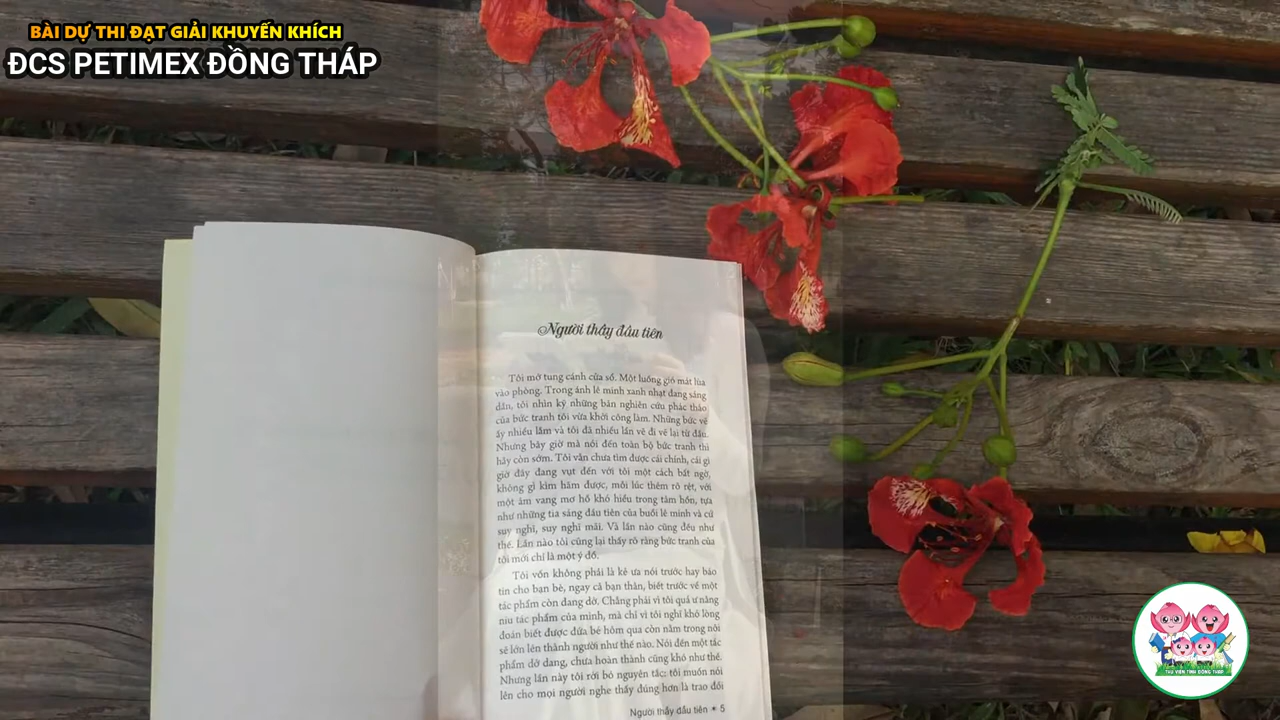 BÀI DỰ THI ĐẠT GIẢI KHUYẾN KHÍCH
ĐCS PETIMEX ĐỒNG THÁP
Người thầy đầu tiên
Tôi mở tung cánh cửa sổ. Một luồng gió mát lùa
vào phòng. Trong ánh lê minh xanh nhạt đang sáng
dần, tôi nhìn kỹ những bản nghiên cứu phác thảo
của bức tranh tôi vừa khởi công làm. Những bức vẽ
ấy nhiều lắm và tôi đã nhiều lần vẽ đi vẽ lại từ đầu.
Nhưng bây giờ mà nói đến toàn bộ bức tranh thì
hãy còn sớm. Tôi vẫn chưa tìm được cái chính, cái gì
giờ đây đang vụt đến với tôi một cách bất ngờ,
không gì kìm hãm được, mỗi lúc thêm rõ rệt, với
một âm vang mơ hồ khó hiểu trong tâm hồn, tựa
như những tia sáng đầu tiên của buổi lê minh và cứ
suy nghĩ, suy nghĩ mãi. Và lần nào cũng đều như
thế. Lần nào tôi cũng lại thấy rõ ràng bức tranh của
tôi mới chỉ là một ý đồ.
Tôi vốn không phải là kẻ ưa nói trước hay báo
tin cho bạn bè, ngay cả bạn thân, biết trước về một
tác phẩm còn dang dở. Chẳng phải vì tôi quá ư nâng
niu tác phẩm của mình, mà chỉ vì tôi nghĩ khó lòng
đoán biết được đứa bé hôm qua còn nằm trong nôi
sẽ lớn lên thành người như thế nào. Nói đến một tác
phẩm dở dang, chưa hoàn thành cũng khó như thế.
Nhưng lần này tôi rời bỏ nguyên tắc: tôi muốn nói
lên cho mọi người nghe thấy đúng hơn là trao đổi
Người thầy đầu tiên * 5
THƯ VIỆN TỈNH ĐỒNG THÁP